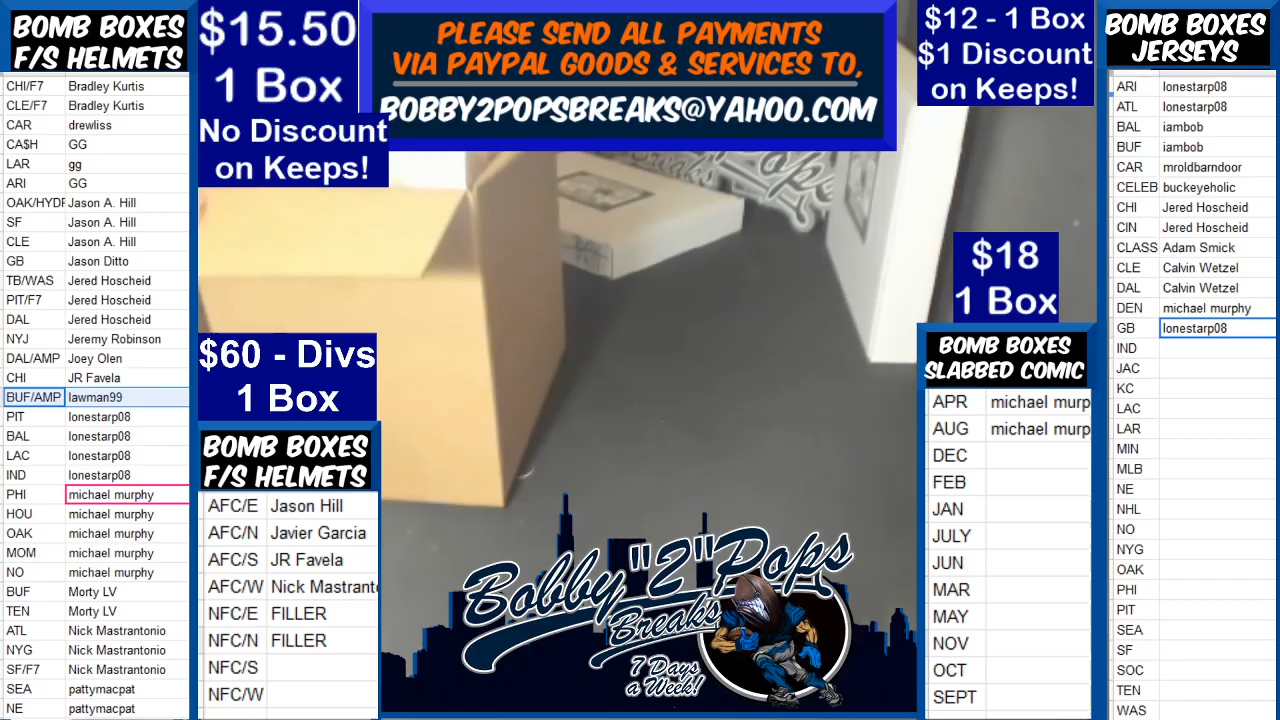 BOMB BOXES
F/S HELMETS
CHI/F7 Bradley Kurtis
CLE/F7 Bradley Kurtis
CAR drewliss
CA$H GG
LAR gg
ARI GG
OAK/HYDF Jason A. Hill
SF Jason A. Hill
CLE Jason A. Hill
GB Jason Ditto
TB/WAS Jered Hoscheid
PIT/F7 Jered Hoscheid
DAL Jered Hoscheid
NYJ Jeremy Robinson
DAL/AMP Joey Olen
CHI JR Favela
BUF/AMP lawman99
PIT lonestarp08
BAL lonestarp08
LAC lonestarp08
IND lonestarp08
PHI michael murphy
HOU michael murphy
OAK michael murphy
MOM michael murphy
NO michael murphy
BUF Morty LV
TEN Morty LV
ATL Nick Mastrantonio
NYG Nick Mastrantonio
SF/F7 Nick Mastrantonio
SEA pattymacpat
NE pattymacpat
$15.50
1 Box
No Discount
on Keeps!
$60 - Divs
1 Box
BOMB BOXES
F/S HELMETS
AFC/E Jason Hill
AFC/N Javier Garcia
AFC/S JR Favela
AFC/W Nick Mastrant
NFC/E FILLER
NFC/N FILLER
NFC/S
NFC/W
PLEASE SEND ALL PAYMENTS
VIA PAYPAL GOODS & SERVICES TO,
BOBBY2POPSBREAKS@YAHOO.COM
Breaks Pops
Bobby "2" Pops
Breaks
7 Days
a Week!
$12 - 1 Box
$1 Discount
on Keeps!
$18
1 Box
BOMB BOXES
SLABBED COMIC
APR michael murp
AUG michael murp
DEC
FEB
JAN
JULY
JUN
MAR
MAY
NOV
OCT
SEPT
BOMB BOXES
JERSEYS
ARI lonestarp08
ATL lonestarp08
BAL iambob
BUF iambob
CAR mroldbarndoor
CELEB buckeyeholic
CHI Jered Hoscheid
CIN Jered Hoscheid
CLASS Adam Smick
CLE Calvin Wetzel
DAL Calvin Wetzel
DEN michael murphy
GB lonestarp08
IND
JAC
KC
LAC
LAR
MIN
MLB
NE
NHL
NO
NYG
OAK
PHI
PIT
SEA
SF
SOC
TEN
WAS